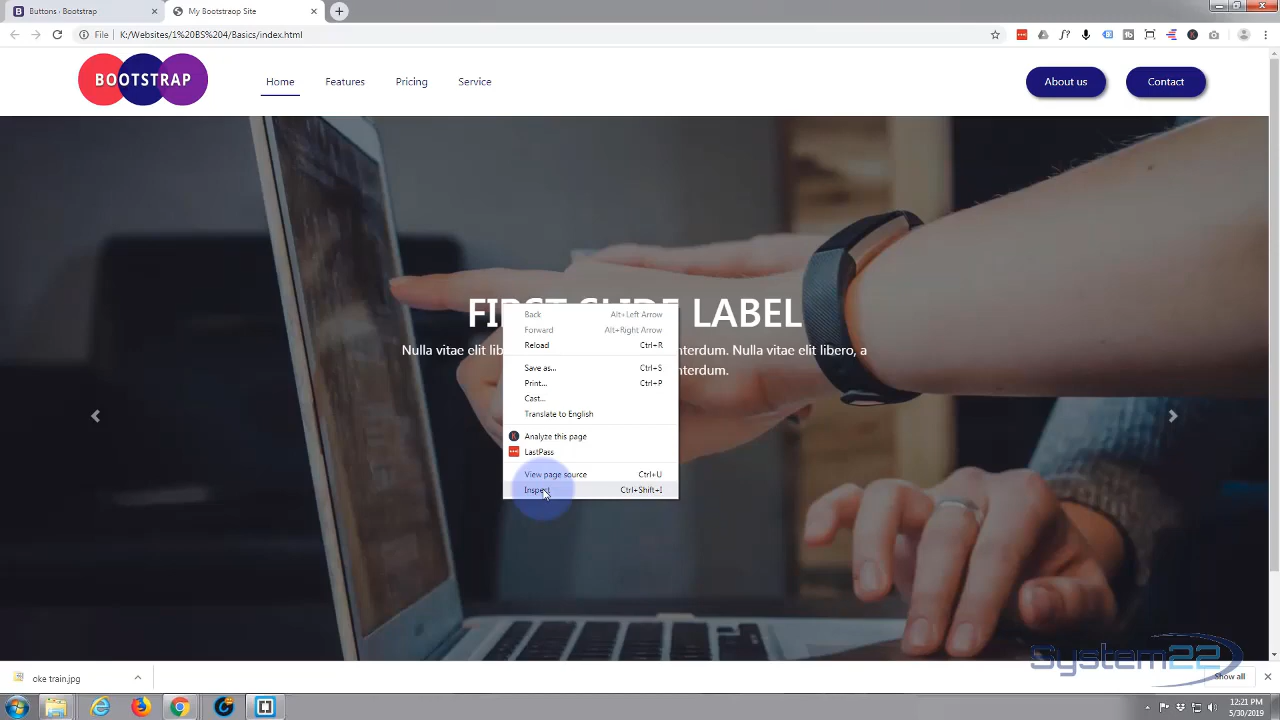 Buttons · Bootstrap
My Bootstraop Site
File
K:/Websites/1%20BS%204/Basics/index.html
BOOTSTRAP
Home
Features
Pricing
Service
About us
Contact
LABEL
Nulla vitae elit
nterdum. Nulla vitae elit libero, a
nterdum.
Back Alt+Left Arrow
Forward Alt+Right Arrow
Reload Ctrl+R
Save as... Ctrl+S
Print... Ctrl+P
Cast...
Translate to English
Analyze this page
LastPass
View page source Ctrl+U
Inspect Ctrl+Shift+I
System22
oke train.jpg
Show all
12:21 PM
5/30/2019